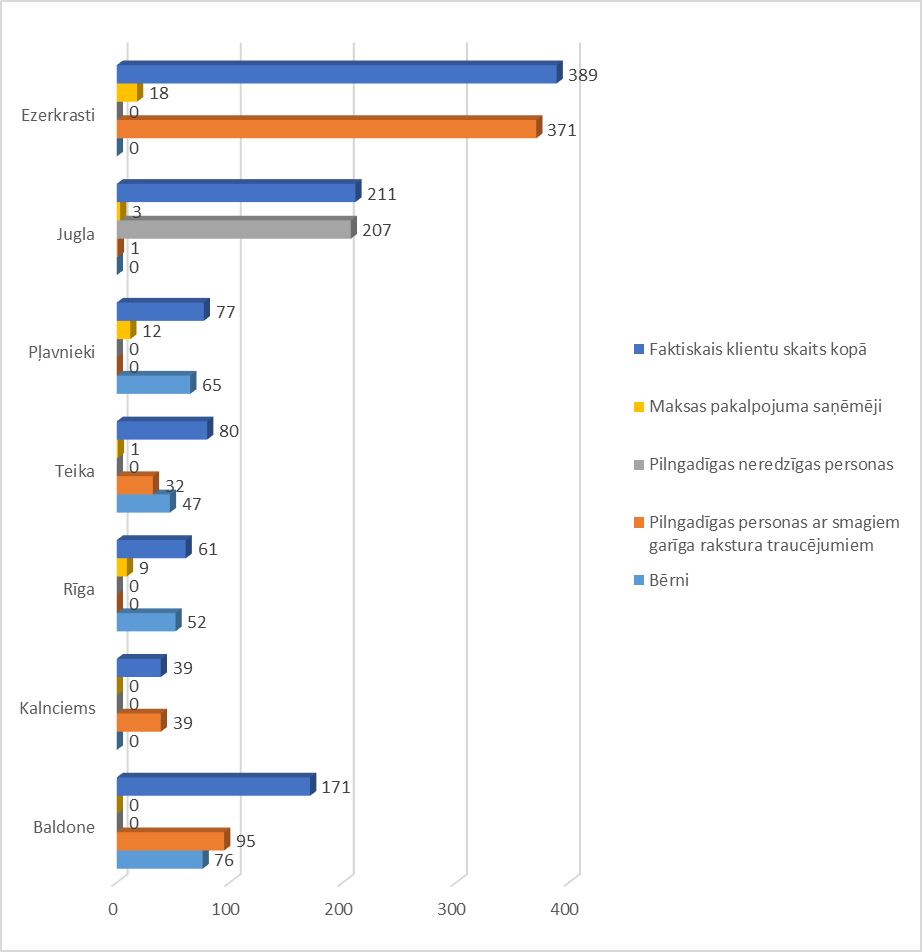 Ezerkrasti
389
18
0
371
0
Jugla
211
3
207
1
0
Pļavnieki
77
12
0
0
65
Teika
80
1
0
32
47
Rīga
61
9
0
0
52
Kalnciems
39
0
0
39
0
Baldone
171
0
0
95
76
0 100 200 300 400
Faktiskais klientu skaits kopā
Maksas pakalpojuma saņēmēji
Pilngadīgas neredzīgas personas
Pilngadīgas personas ar smagiem
garīga rakstura traucējumiem
Bērni